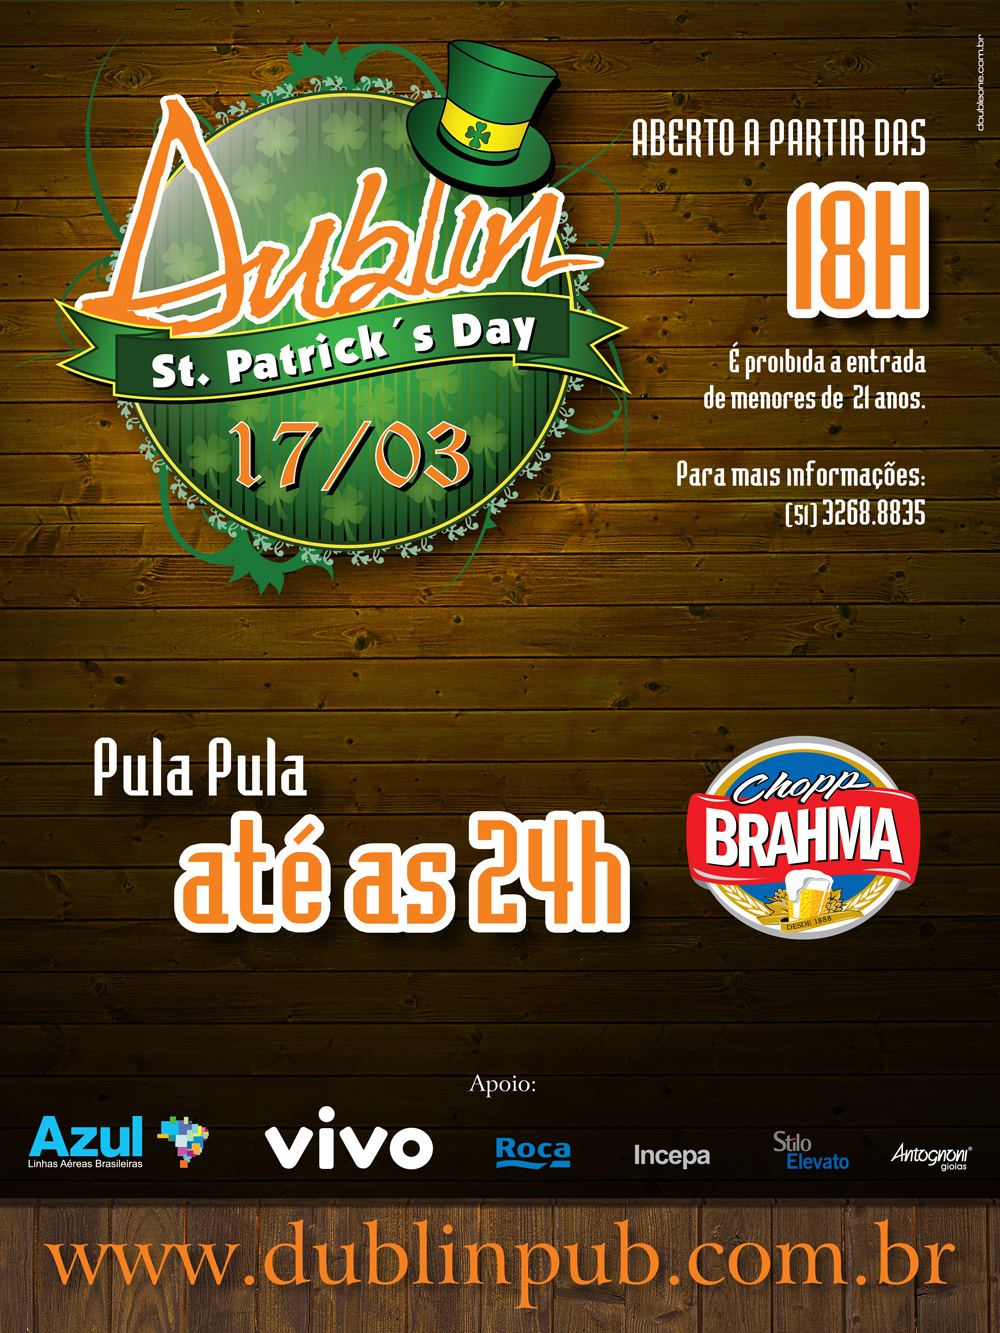 doubleone.com.br
Dublin
St. Patrick´s Day
17/03
ABERTO A PARTIR DAS
18H
É proibida a entrada
de menores de 21 anos.
Para mais informações:
(51) 3268.8835
Pula Pula
até as 24h
Chopp
BRAHMA
DESDE 1888
Apoio:
Azul
Linhas Aéreas Brasileiras
vivo
Roca
Incepa
Stilo
Elevato
Antognoni®
gioias
www.dublinpub.com.br